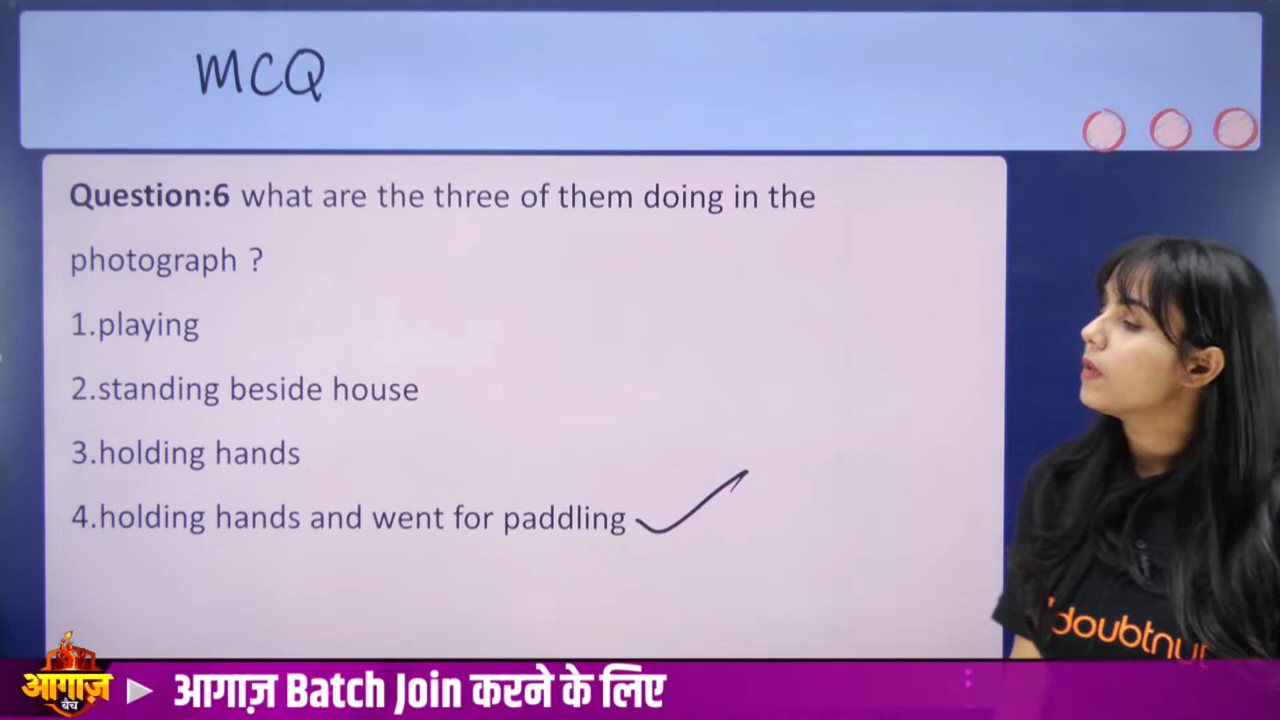 MCQ
Question:6 what are the three of them doing in the
photograph ?
1.playing
2.standing beside house
3.holding hands
4.holding hands and went for paddling
doubtnut
आगाज़
बैच
आगाज़ Batch Join करने के लिए